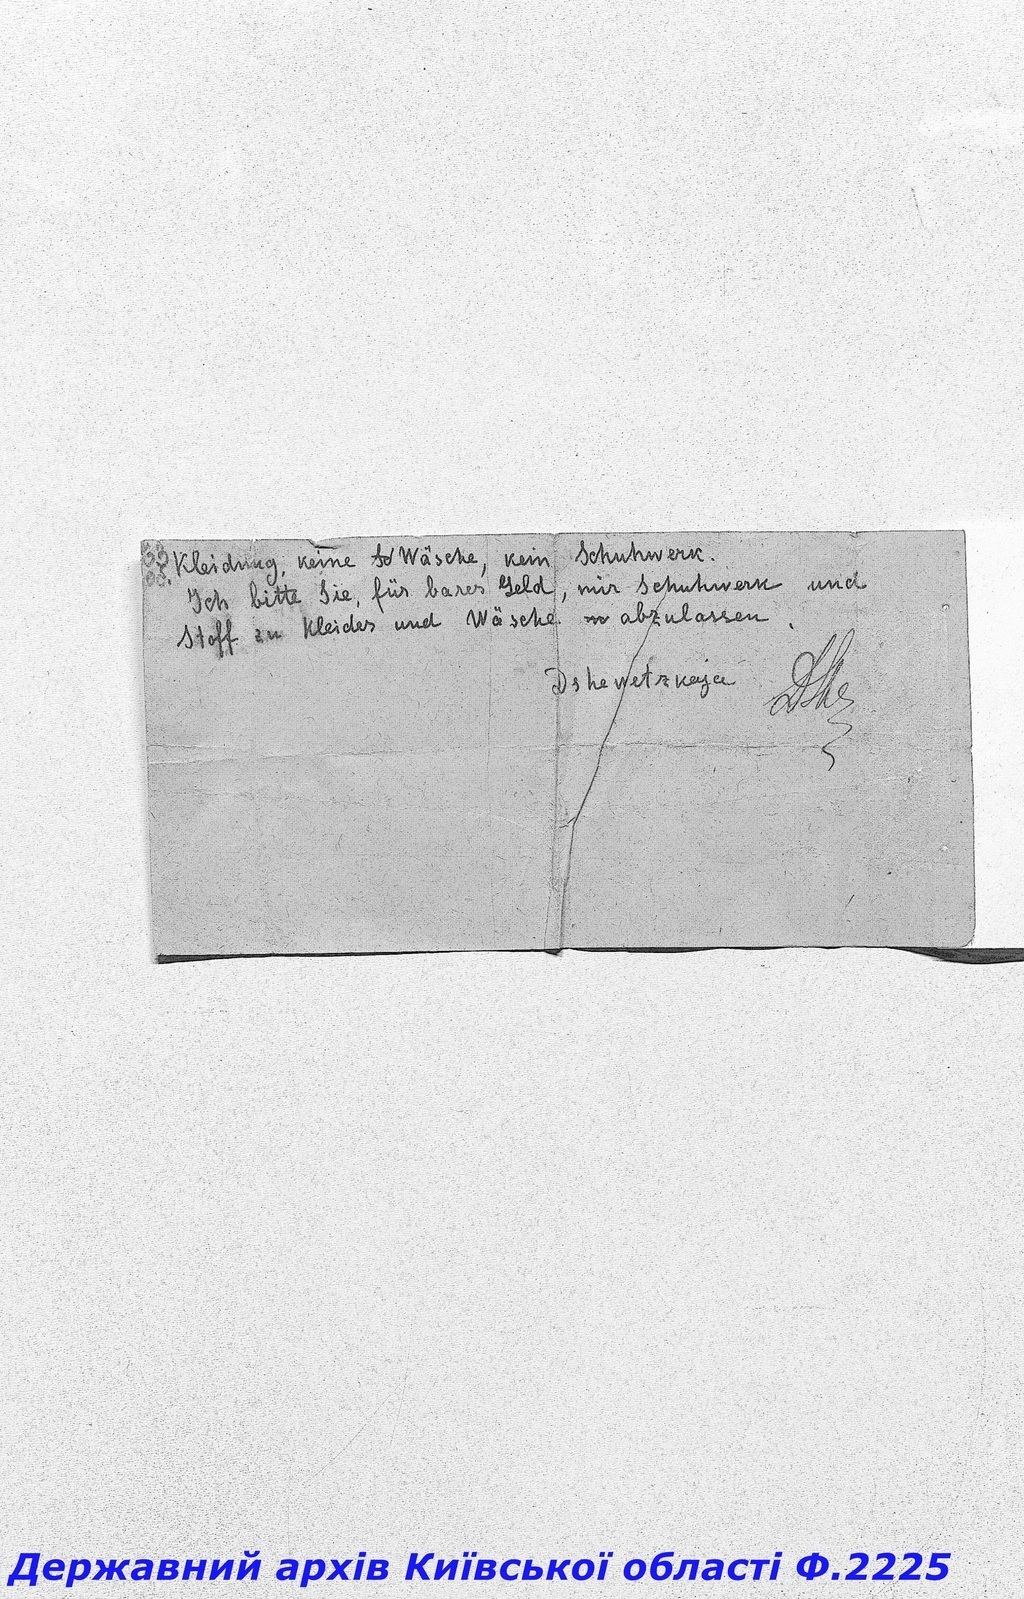 Kleidung, keine Wäsche, kein Schuhwerk.
Ich bitte Sie, für bares Geld, mir Schuhwerk und
Stoff zu Kleider und Wäsche abzulassen.
Dshewetzkaja
Державний архів Київської області Ф.2225